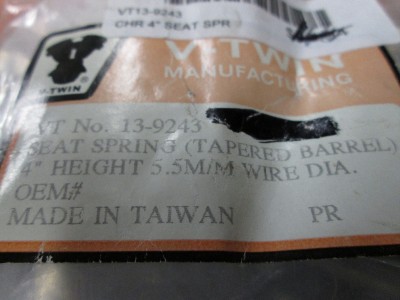 VT13-9243
CHR 4" SEAT SPR
V-TWIN
MANUFACTURING
V-TWIN
VT No. 13-9243
SEAT SPRING (TAPERED BARREL)
4" HEIGHT 5.5M/M WIRE DIA.
OEM#
MADE IN TAIWAN PR